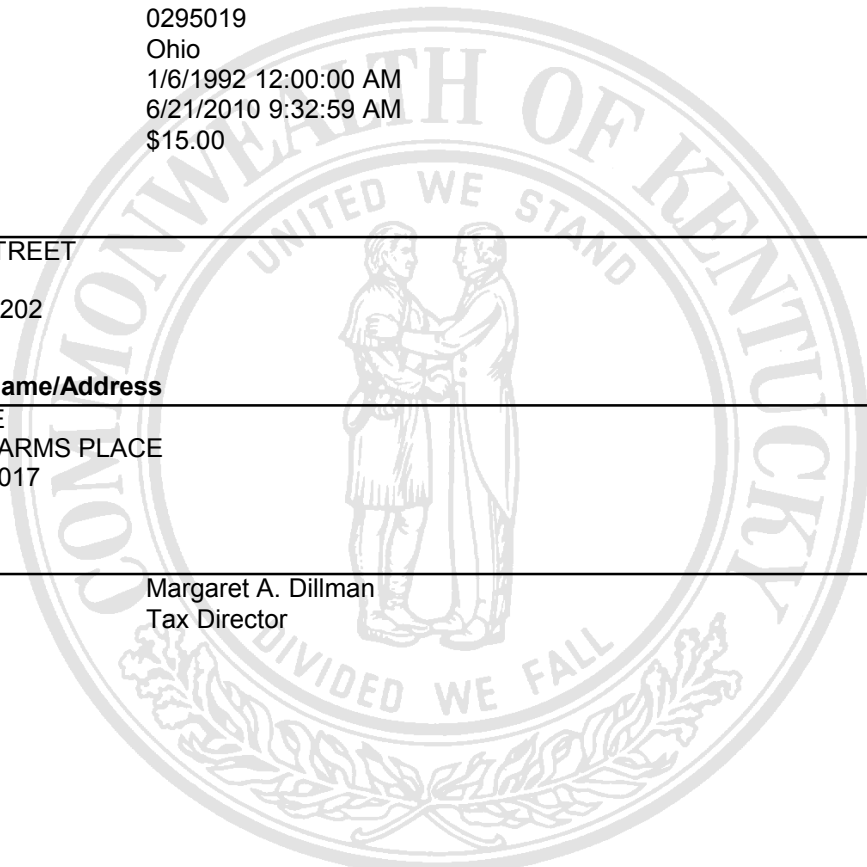 0295019
Ohio
1/6/1992 12:00:00 AM
6/21/2010 9:32:59 AM
$15.00
TREET
202
ame/Address
E
ARMS PLACE
017
Margaret A. Dillman
Tax Director
COMMONWEALTH OF KENTUCKY
UNITED WE STAND
DIVIDED WE FALL